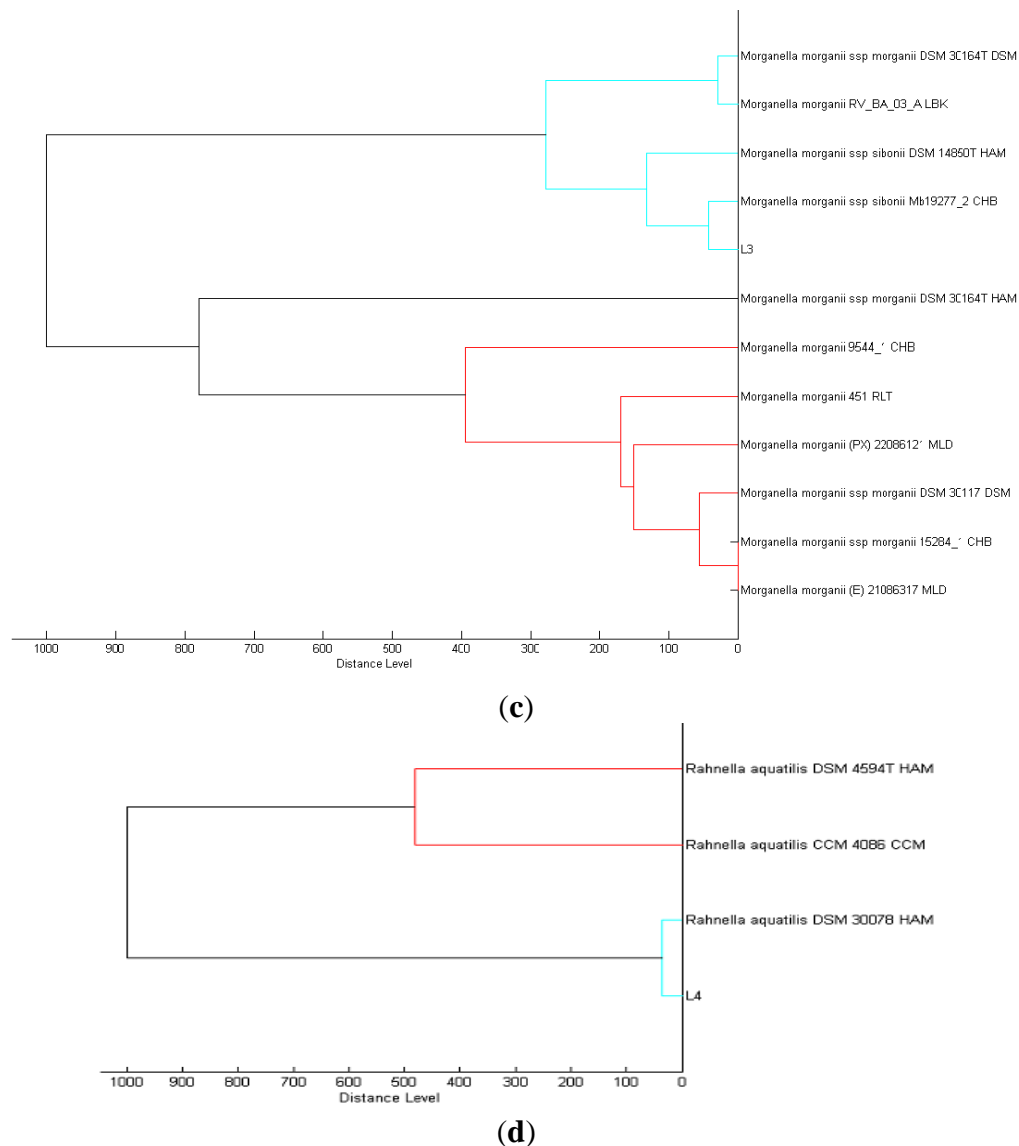 Morganella morganii ssp morganii DSM 30164T DSM
Morganella morganii RV_BA_03_A LBK
Morganella morganii ssp sibonii DSM 14850T HAM
Morganella morganii ssp sibonii Mb19277_2 CHB
L3
Morganella morganii ssp morganii DSM 30164T HAM
Morganella morganii 9544_1 CHB
Morganella morganii 451 RLT
Morganella morganii (PX) 22086121 MLD
Morganella morganii ssp morganii DSM 30117 DSM
Morganella morganii ssp morganii 15284_1 CHB
Morganella morganii (E) 21086317 MLD
1000 900 800 700 600 500 400 300 200 100 0
Distance Level
(c)
Rahnella aquatilis DSM 4594T HAM
Rahnella aquatilis CCM 4086 CCM
Rahnella aquatilis DSM 30078 HAM
L4
1000 900 800 700 600 500 400 300 200 100 0
Distance Level
(d)